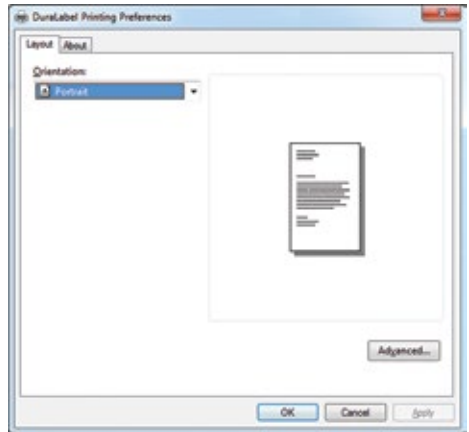 DuraLabel Printing Preferences
Layout About
Orientation:
Portrait
Advanced...
OK Cancel Apply